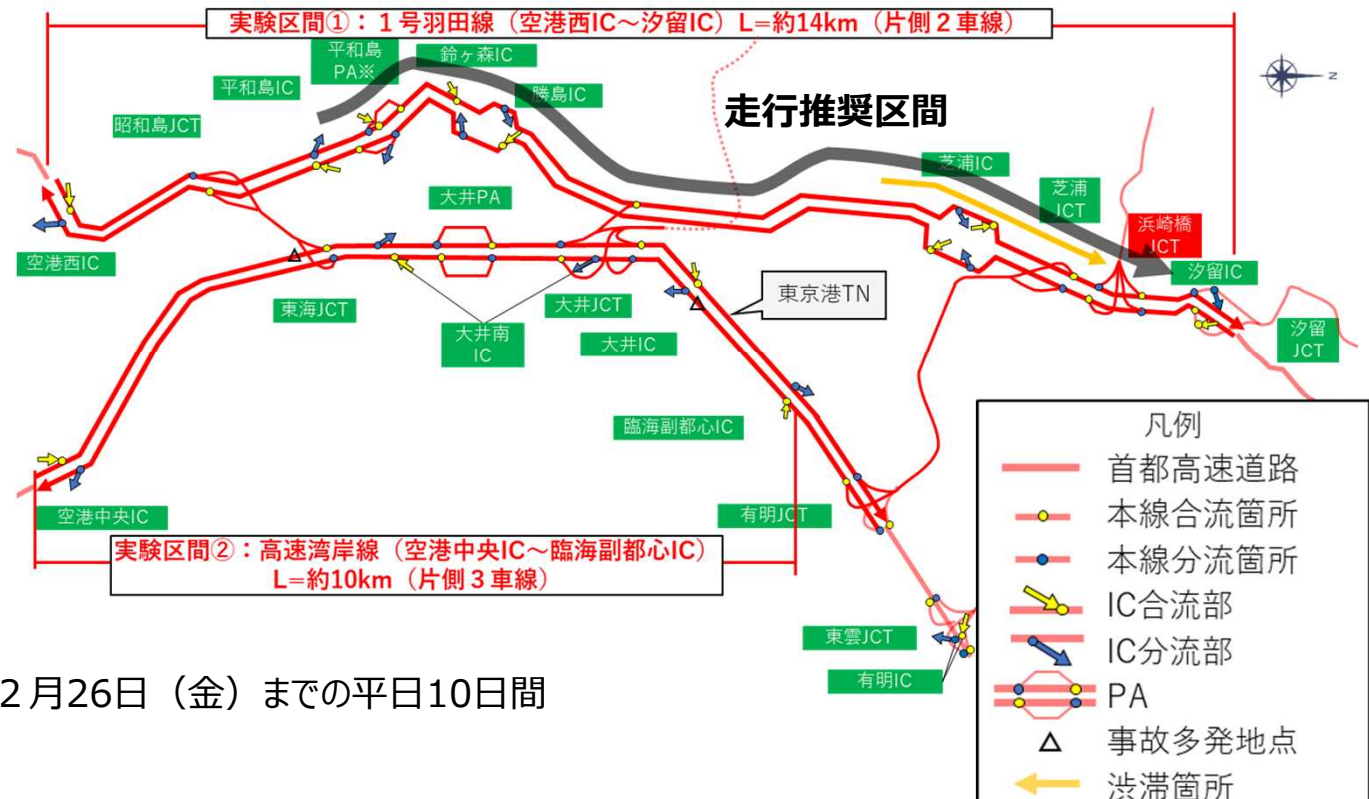 実験区間①：１号羽田線（空港西IC～汐留IC）L=約14km（片側２車線）
平和島
PA※
鈴ヶ森IC
平和島IC
勝島IC
昭和島JCT
走行推奨区間
N
芝浦IC
芝浦
JCT
浜崎橋
JCT
大井PA
空港西IC
汐留IC
東海JCT
大井南
IC
大井JCT
大井IC
東京港TN
汐留
JCT
臨海副都心IC
空港中央IC
有明JCT
実験区間②：高速湾岸線（空港中央IC～臨海副都心IC）
L=約10km（片側３車線）
東雲JCT
有明IC
２月26日（金）までの平日10日間
凡例
首都高速道路
本線合流箇所
本線分流箇所
IC合流部
IC分流部
PA
事故多発地点
渋滞箇所